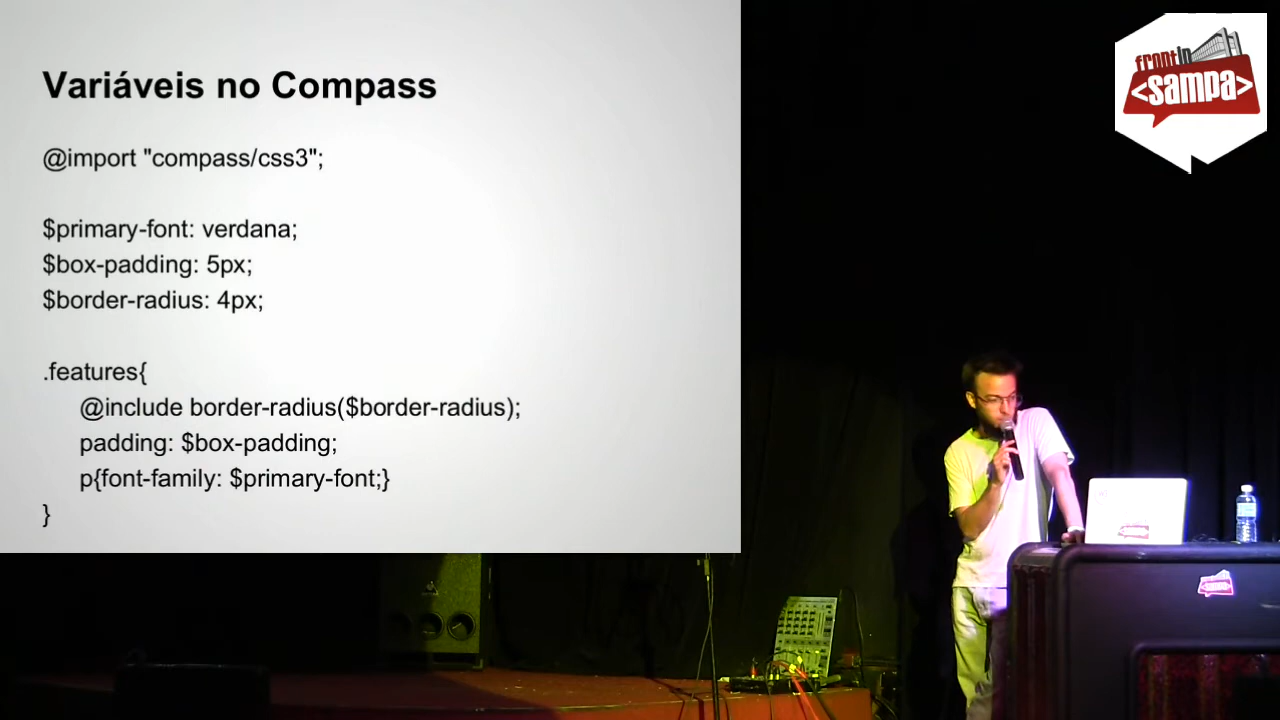 Variáveis no Compass
@import "compass/css3";
$primary-font: verdana;
$box-padding: 5px;
$border-radius: 4px;
.features{
@include border-radius($border-radius);
padding: $box-padding;
p{font-family: $primary-font;}
}
frontin
<sampa>